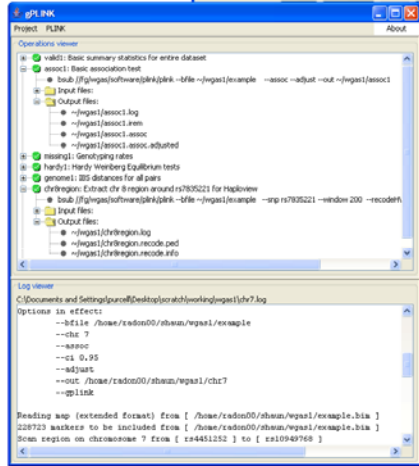 gPLINK
Project PLINK About
Operations viewer
valid1: Basic summary statistics for entire dataset
assoc1: Basic association test
bsub //fg/wgas/software/plink/plink --bfile ~/wgas1/example --assoc --adjust --out ~/wgas1/assoc1
Input files:
Output files:
~/wgas1/assoc1.log
~/wgas1/assoc1.irem
~/wgas1/assoc1.assoc
~/wgas1/assoc1.assoc.adjusted
missing1: Genotyping rates
hardy1: Hardy Weinberg Equilibrium tests
genome1: IBS distances for all pairs
chr8region: Extract chr 8 region around rs7835221 for Haploview
bsub //fg/wgas/software/plink/plink --bfile ~/wgas1/example --snp rs7835221 --window 200 --recodeHV
Input files:
Output files:
~/wgas1/chr8region.log
~/wgas1/chr8region.recode.ped
~/wgas1/chr8region.recode.info
Log viewer
C:\Documents and Settings\purcell\Desktop\scratch\working\wgas1\chr7.log
Options in effect:
--bfile /home/radon00/shaun/wgas1/example
--chr 7
--assoc
--ci 0.95
--adjust
--out /home/radon00/shaun/wgas1/chr7
--gplink
Reading map (extended format) from [ /home/radon00/shaun/wgas1/example.bim ]
228723 markers to be included from [ /home/radon00/shaun/wgas1/example.bim ]
Scan region on chromosome 7 from [ rs4451252 ] to [ rs10949768 ]